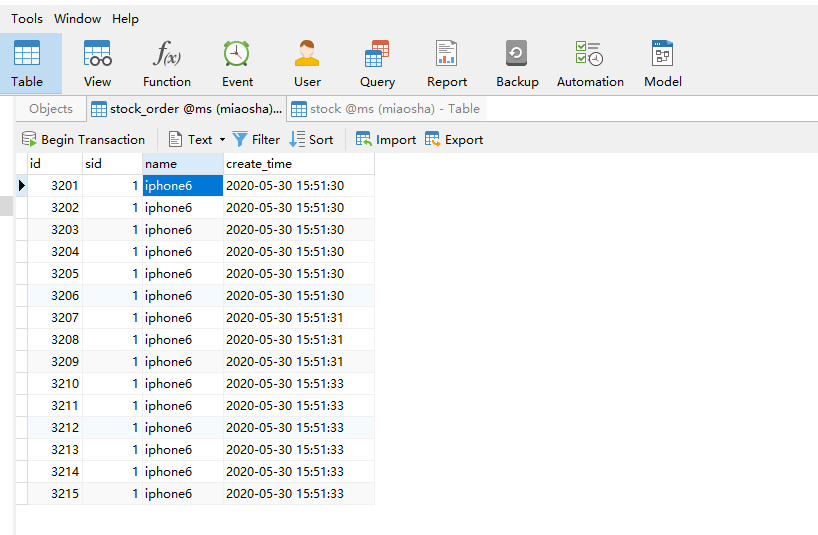 Tools Window Help
Table View Function Event User Query Report Backup Automation Model
Objects stock_order @ms (miaosha)... stock @ms (miaosha) - Table
Begin Transaction Text Filter Sort Import Export
id sid name create_time
3201 1 iphone6 2020-05-30 15:51:30
3202 1 iphone6 2020-05-30 15:51:30
3203 1 iphone6 2020-05-30 15:51:30
3204 1 iphone6 2020-05-30 15:51:30
3205 1 iphone6 2020-05-30 15:51:30
3206 1 iphone6 2020-05-30 15:51:30
3207 1 iphone6 2020-05-30 15:51:31
3208 1 iphone6 2020-05-30 15:51:31
3209 1 iphone6 2020-05-30 15:51:31
3210 1 iphone6 2020-05-30 15:51:33
3211 1 iphone6 2020-05-30 15:51:33
3212 1 iphone6 2020-05-30 15:51:33
3213 1 iphone6 2020-05-30 15:51:33
3214 1 iphone6 2020-05-30 15:51:33
3215 1 iphone6 2020-05-30 15:51:33